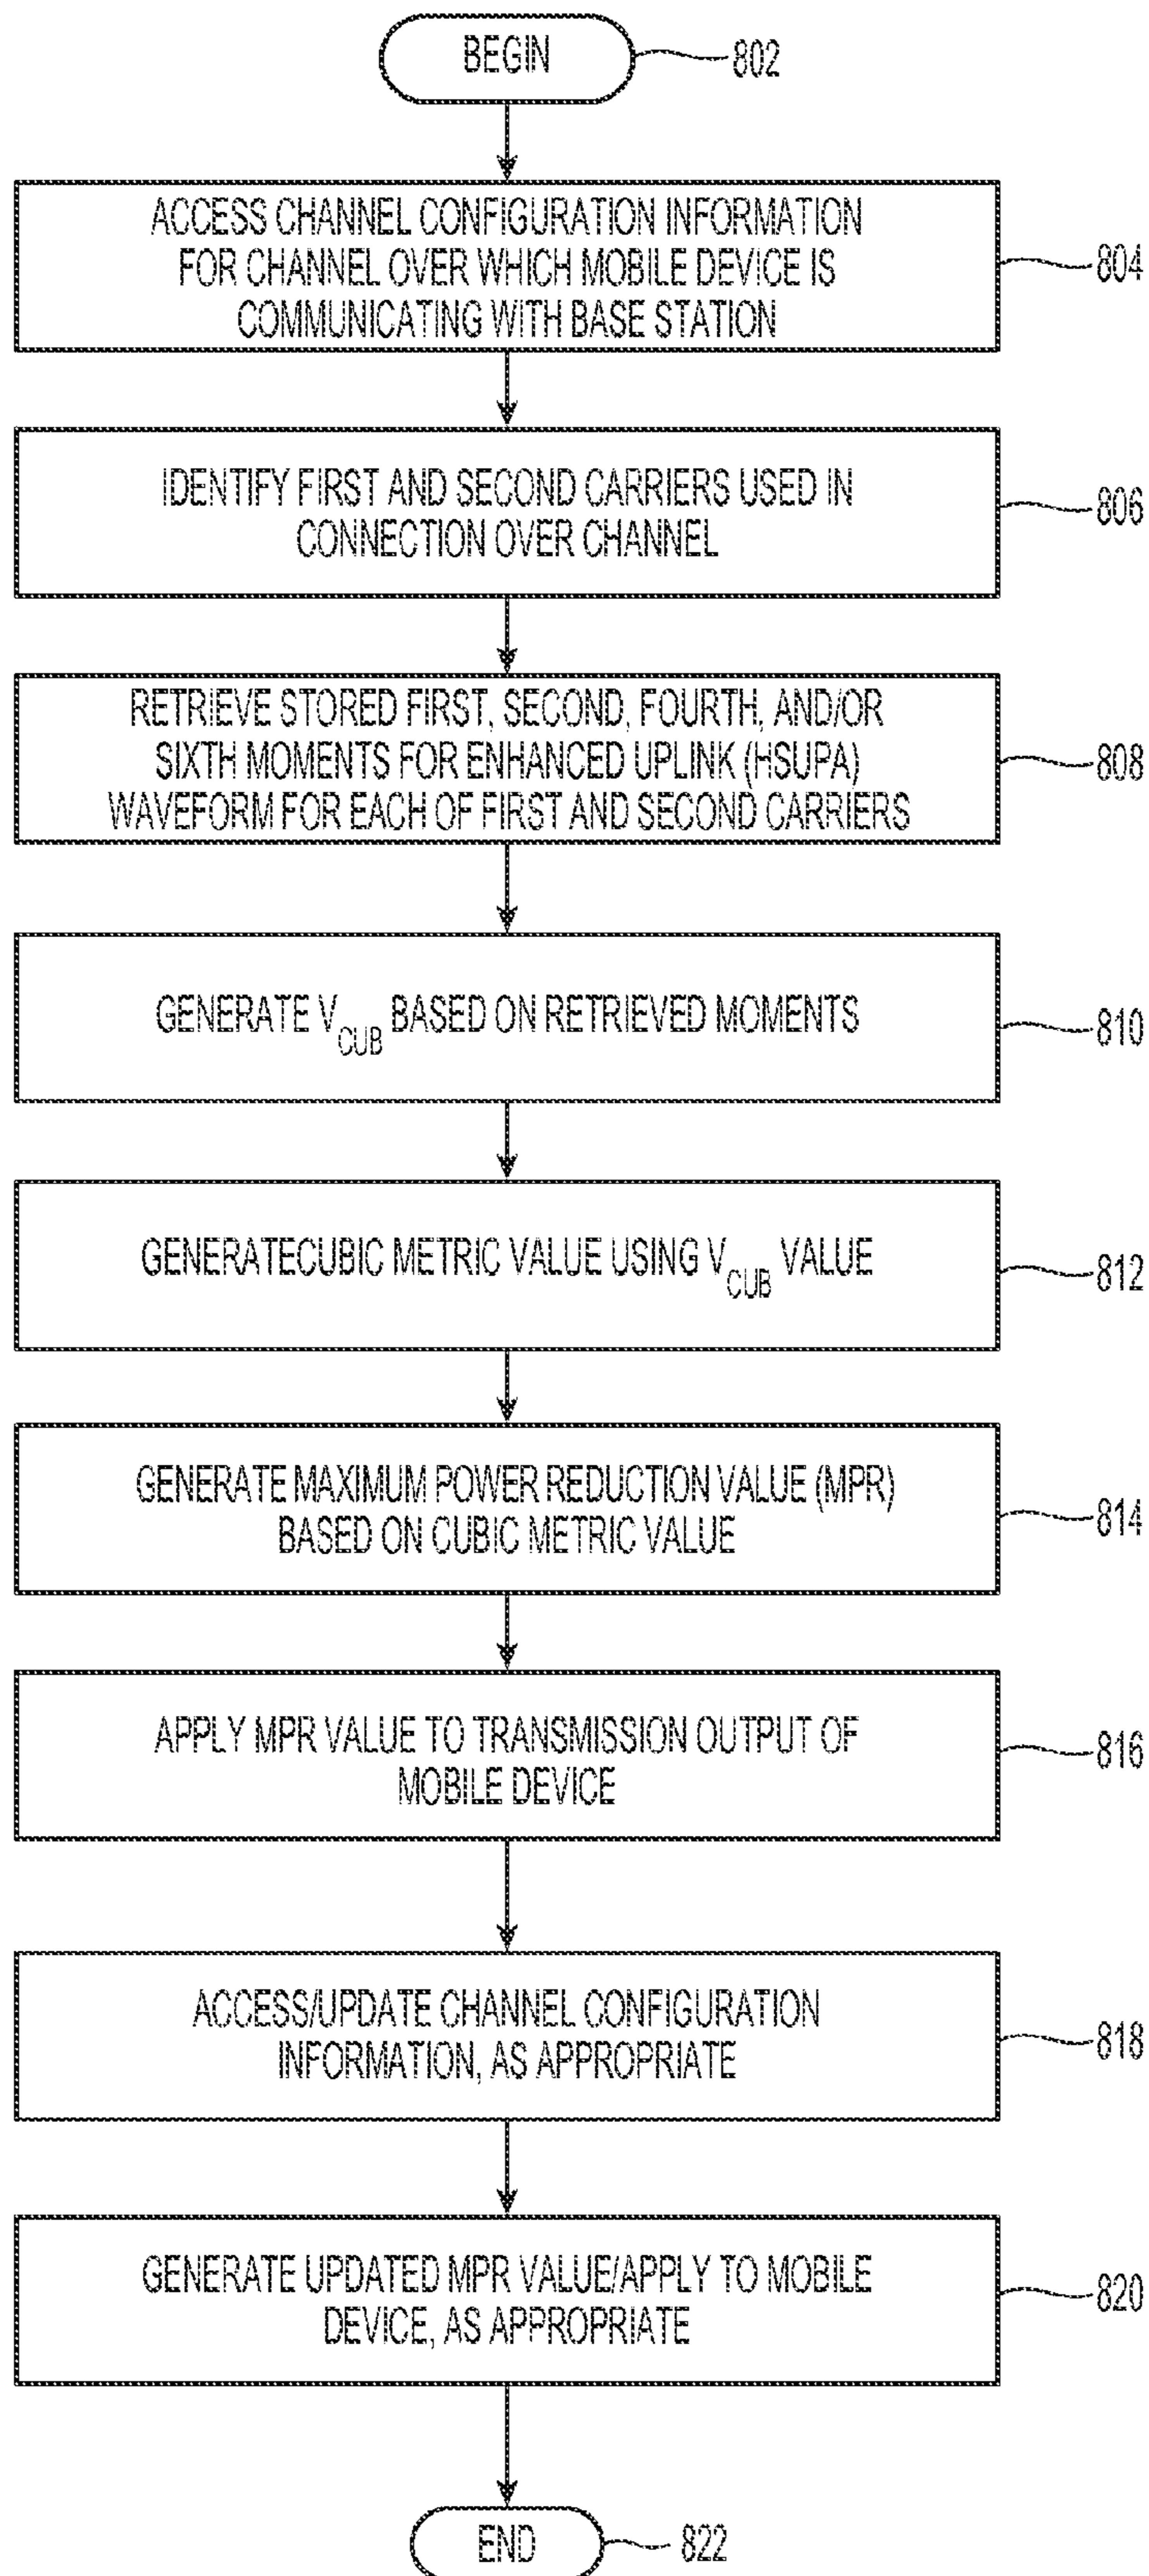 BEGIN
802
ACCESS CHANNEL CONFIGURATION INFORMATION
FOR CHANNEL OVER WHICH MOBILE DEVICE IS
COMMUNICATING WITH BASE STATION
804
IDENTIFY FIRST AND SECOND CARRIERS USED IN
CONNECTION OVER CHANNEL
806
RETRIEVE STORED FIRST, SECOND, FOURTH, AND/OR
SIXTH MOMENTS FOR ENHANCED UPLINK (HSUPA)
WAVEFORM FOR EACH OF FIRST AND SECOND CARRIERS
808
GENERATE VCUB BASED ON RETRIEVED MOMENTS
810
GENERATECUBIC METRIC VALUE USING VCUB VALUE
812
GENERATE MAXIMUM POWER REDUCTION VALUE (MPR)
BASED ON CUBIC METRIC VALUE
814
APPLY MPR VALUE TO TRANSMISSION OUTPUT OF
MOBILE DEVICE
816
ACCESS/UPDATE CHANNEL CONFIGURATION
INFORMATION, AS APPROPRIATE
818
GENERATE UPDATED MPR VALUE/APPLY TO MOBILE
DEVICE, AS APPROPRIATE
820
END
822